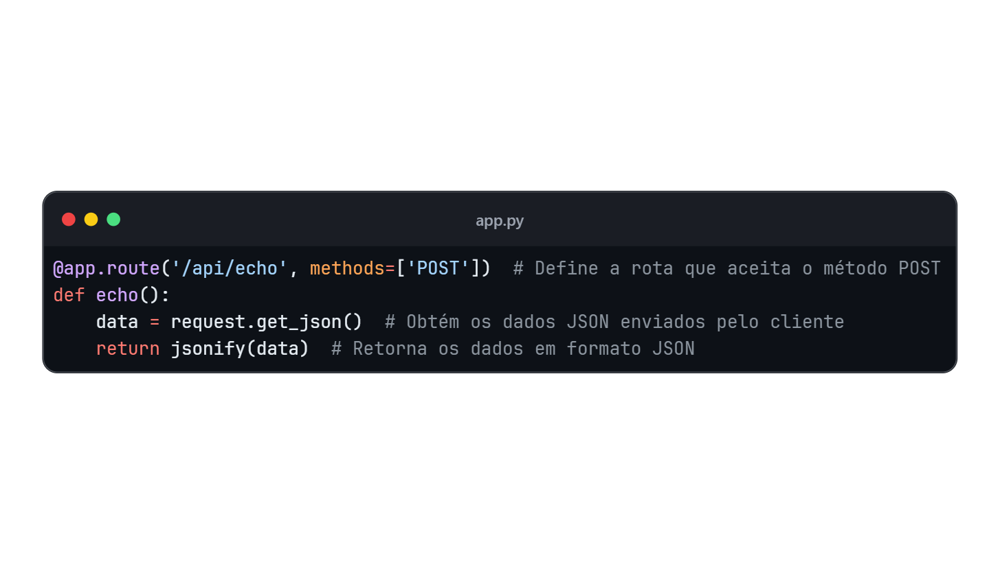 app.py
@app.route('/api/echo', methods=['POST'])  # Define a rota que aceita o método POST
def echo():
    data = request.get_json()  # Obtém os dados JSON enviados pelo cliente
    return jsonify(data)  # Retorna os dados em formato JSON